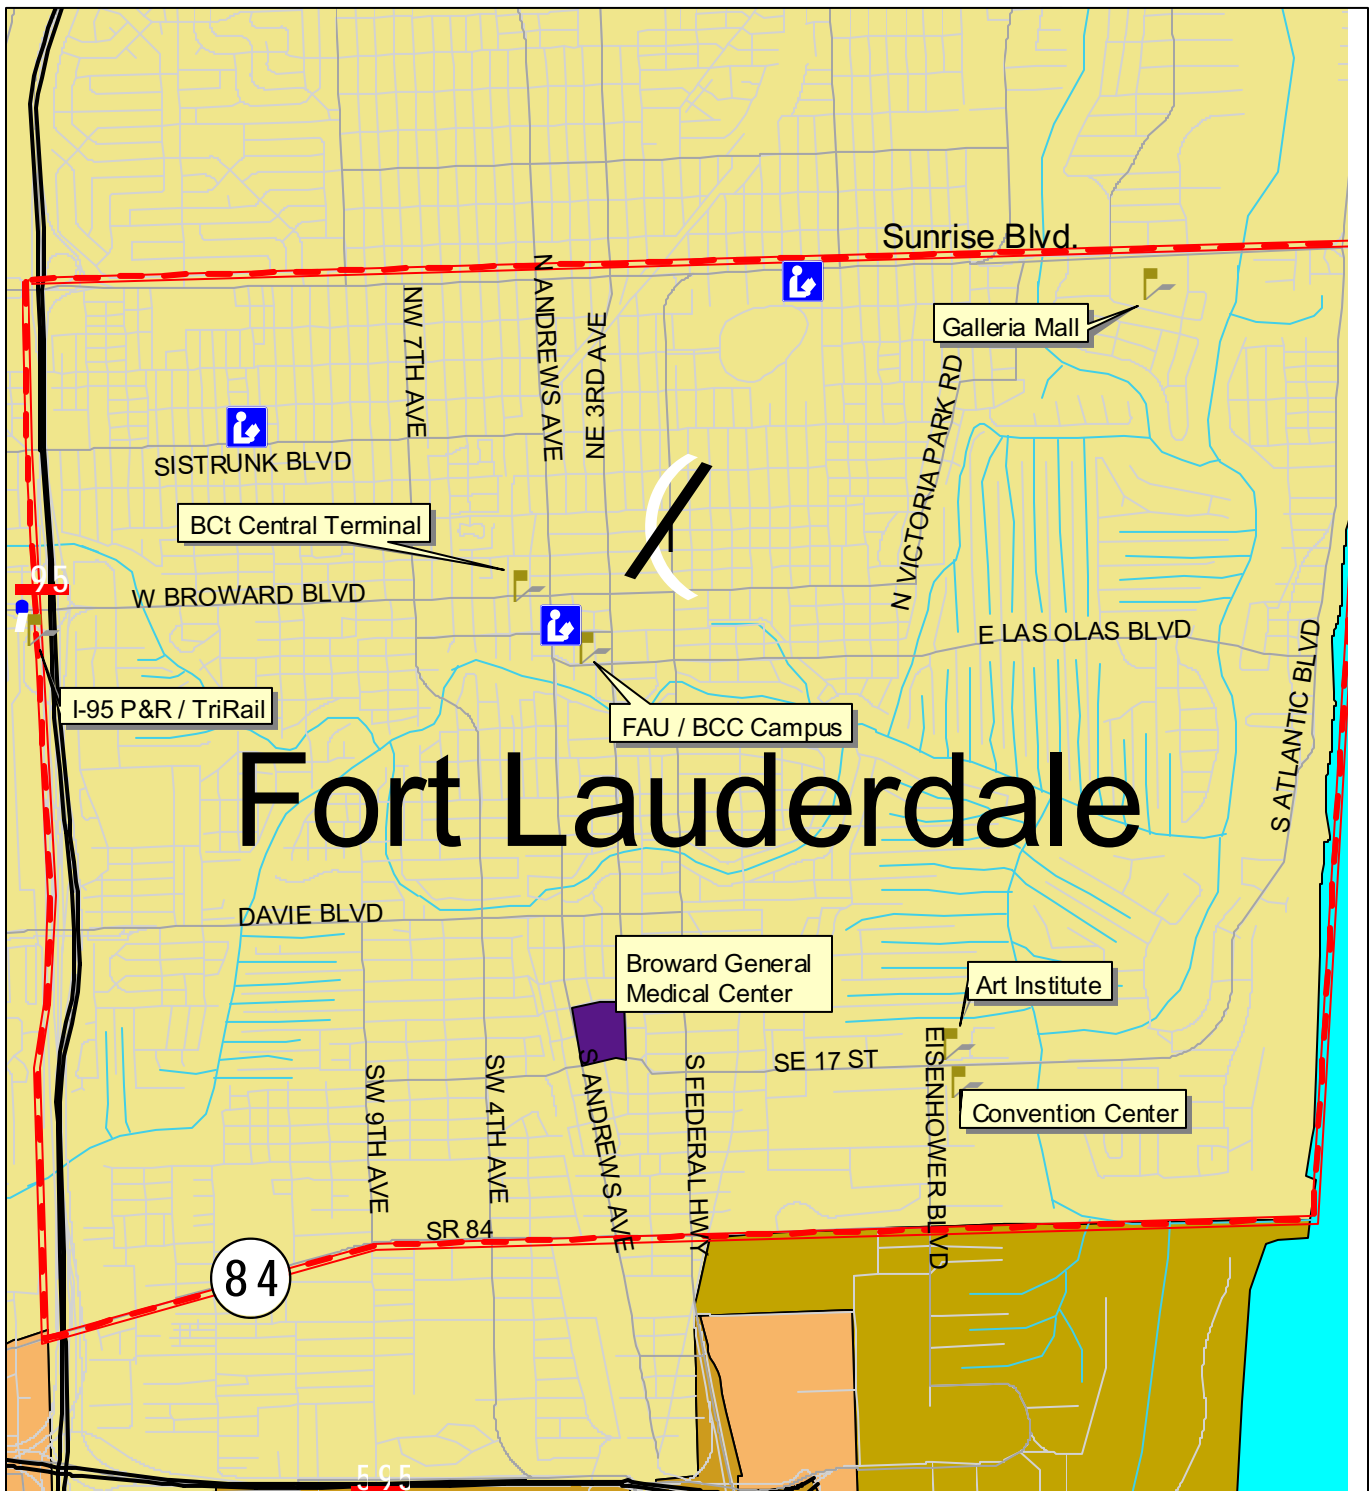 Sunrise Blvd.
N ANDREWS AVE
NW 7TH AVE
NE 3RD AVE
Galleria Mall
N VICTORIA PARK RD
SISTRUNK BLVD
BCt Central Terminal
95
W BROWARD BLVD
E LAS OLAS BLVD
S ATLANTIC BLVD
I-95 P&R / TriRail
FAU / BCC Campus
Fort Lauderdale
DAVIE BLVD
Broward General
Medical Center
Art Institute
SE 17 ST
EISENHOWER BLVD
Convention Center
SW 9TH AVE
SW 4TH AVE
S ANDREWS AVE
S FEDERAL HWY
SR 84
84
595